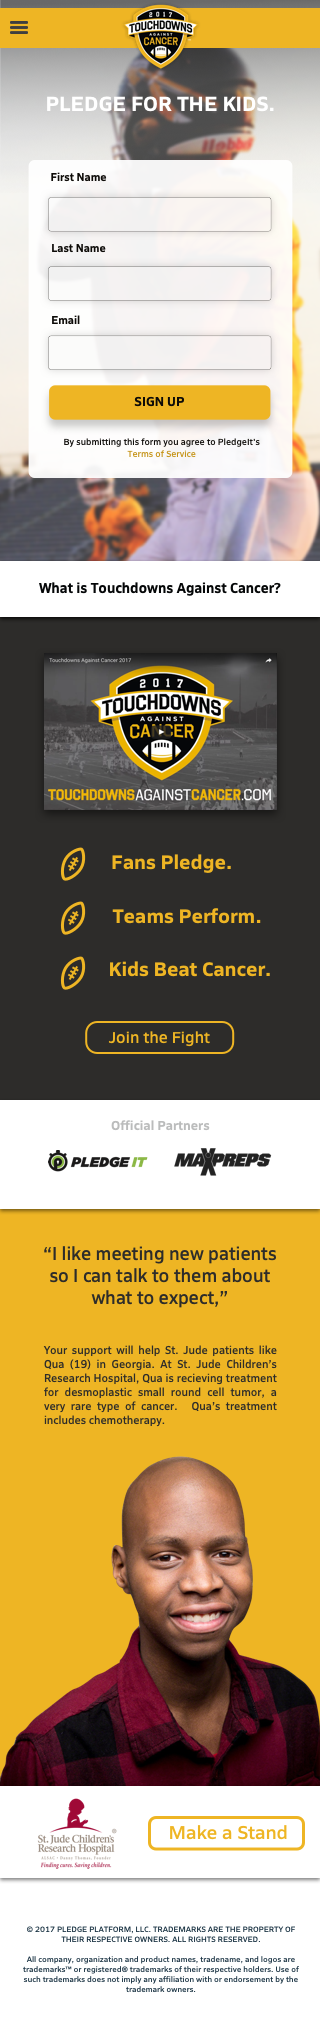 2017
TOUCHDOWNS
AGAINST
CANCER
PLEDGE FOR THE KIDS.
First Name
Last Name
Email
SIGN UP
By submitting this form you agree to PledgeIt's
Terms of Service
What is Touchdowns Against Cancer?
Touchdowns Against Cancer 2017
2017
TOUCHDOWNS
AGAINST
CANCER
TOUCHDOWNSAGAINSTCANCER.COM
Fans Pledge.
Teams Perform.
Kids Beat Cancer.
Join the Fight
Official Partners
PLEDGE IT
MAXPREPS
“I like meeting new patients
so I can talk to them about
what to expect,”
Your support will help St. Jude patients like
Qua (19) in Georgia. At St. Jude Children’s
Research Hospital, Qua is recieving treatment
for desmoplastic small round cell tumor, a
very rare type of cancer. Qua’s treatment
includes chemotherapy.
St. Jude Children's
Research Hospital
ALSAC • Danny Thomas, Founder
Finding cures. Saving children.
Make a Stand
© 2017 PLEDGE PLATFORM, LLC. TRADEMARKS ARE THE PROPERTY OF
THEIR RESPECTIVE OWNERS. ALL RIGHTS RESERVED.
All company, organization and product names, tradename, and logos are
trademarks™ or registered® trademarks of their respective holders. Use of
such trademarks does not imply any affiliation with or endorsement by the
trademark owners.